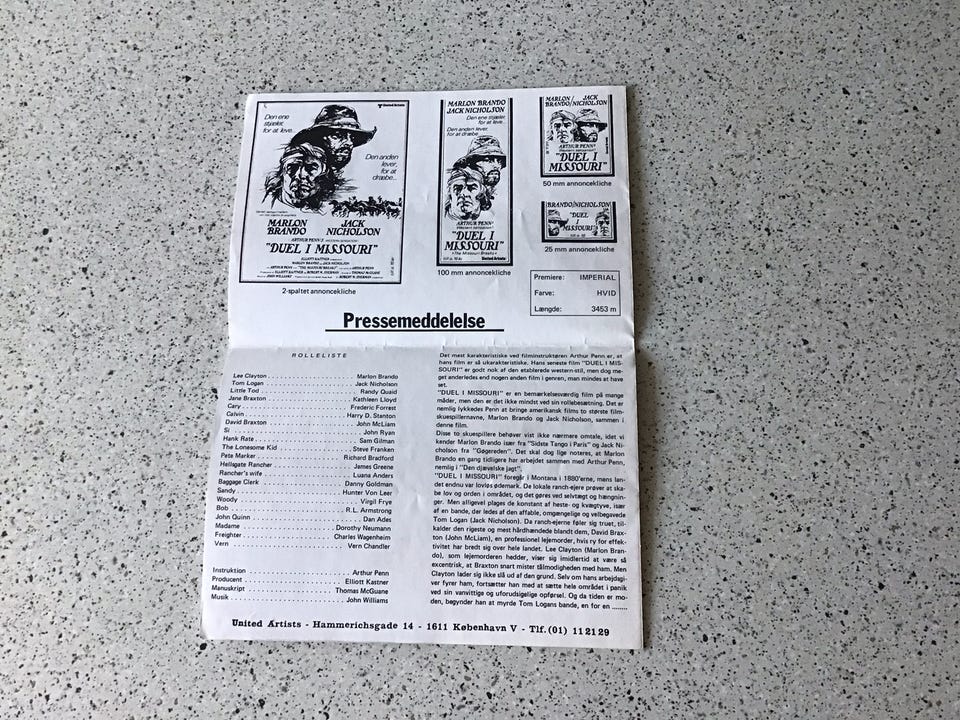 Den ene
stjæler,
for at leve...
United Artists
Den anden
lever,
for at
dræbe...
MARLON BRANDO
JACK NICHOLSON
ARTHUR PENN'S
"DUEL I MISSOURI"
ELLIOTT KASTNER
MARLON BRANDO & JACK NICHOLSON
2-spaltet annoncekliche
MARLON BRANDO
JACK NICHOLSON
Den ene stjæler,
for at leve...
Den anden lever,
for at dræbe...
ARTHUR PENN'S
"DUEL I
MISSOURI"
United Artists
100 mm annoncekliche
MARLON/ JACK
BRANDO/NICHOLSON
ARTHUR PENN'S
"DUEL I
MISSOURI"
50 mm annoncekliche
BRANDO/NICHOLSON
"DUEL
I
MISSOURI"
25 mm annoncekliche
Premiere: IMPERIAL
Farve: HVID
Længde: 3453 m
Pressemeddelelse
ROLLELISTE
Lee Clayton Marlon Brando
Tom Logan Jack Nicholson
Little Tod Randy Quaid
Jane Braxton Kathleen Lloyd
Cary Frederic Forrest
Calvin Harry D. Stanton
David Braxton John McLiam
Si John Ryan
Hank Rate Sam Gilman
The Lonesome Kid Steve Franken
Pete Marker Richard Bradford
Hellsgate Rancher James Greene
Rancher's wife Luana Anders
Baggage Clerk Danny Goldman
Sandy Hunter Von Leer
Woody Virgil Frye
Bob R.L. Armstrong
John Quinn Dan Ades
Madame Dorothy Neumann
Freighter Charles Wagenheim
Vern Vern Chandler
Instruktion Arthur Penn
Producent Elliott Kastner
Manuskript Thomas McGuane
Musik John Williams
Det mest karakteristiske ved filminstruktøren Arthur Penn er, at
hans film er så ukarakteristiske. Hans seneste film "DUEL I MIS-
SOURI" er godt nok af den etablerede western-stil, men dog me-
get anderledes end nogen anden film i genren, man mindes at have
set.
"DUEL I MISSOURI" er en bemærkelsesværdig film på mange
måder, men den er det ikke mindst ved sin rollebesætning. Det er
nemlig lykkedes Penn at bringe amerikansk films to største film-
skuespillernavne, Marlon Brando og Jack Nicholson, sammen i
denne film.
Disse to skuespillere behøver vist ikke nærmere omtale, idet vi
kender Marlon Brando især fra "Sidste Tango i Paris" og Jack Ni-
cholson fra "Gøgereden". Det skal dog lige noteres, at Marlon
Brando en gang tidligere har arbejdet sammen med Arthur Penn,
nemlig i "Den djævelske jagt".
"DUEL I MISSOURI" foregår i Montana i 1880'erne, mens lan-
det endnu var lovløs ødemark. De lokale ranch-ejere prøver at ska-
be lov og orden i området, og det gøres ved selvtægt og hængnin-
ger. Men alligevel plages de konstant af heste- og kvægtyve, især
af en bande, der ledes af den affable, omgængelige og velbegavede
Tom Logan (Jack Nicholson). Da ranch-ejerne føler sig truet, til-
kalder den rigeste og mest hårdhændede blandt dem, David Brax-
ton (John McLiam), en professionel lejemorder, hvis ry for effek-
tivitet har bredt sig over hele landet. Lee Clayton (Marlon Bran-
do), som lejemorderen hedder, viser sig imidlertid at være så
excentrisk, at Braxton snart mister tålmodigheden med ham. Men
Clayton lader sig ikke slå ud af den grund. Selv om hans arbejdsgi-
ver fyrer ham, fortsætter han med at sætte hele området i panik
ved sin vanvittige og uforudsigelige opførsel. Og da tiden er mo-
den, begynder han at myrde Tom Logans bande, en for en ........
United Artists - Hammerichsgade 14 - 1611 København V - Tlf. (01) 11 21 29